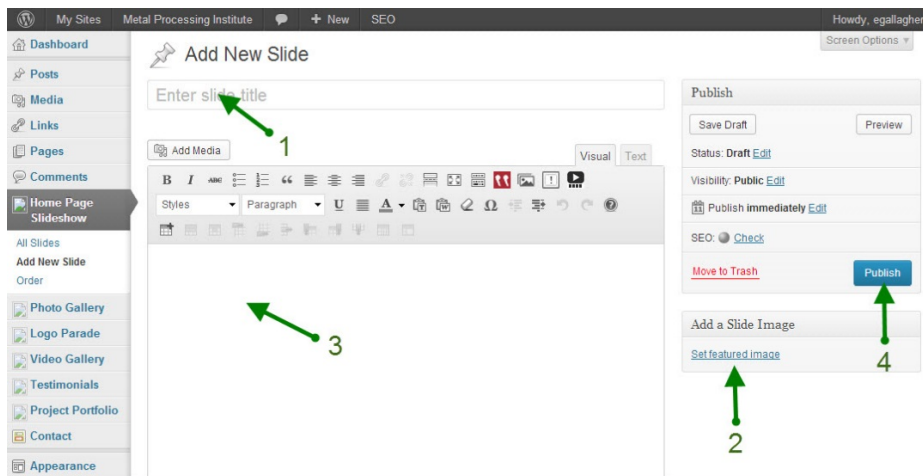 My Sites Metal Processing Institute + New SEO Howdy, egallagher
Screen Options
Dashboard
Posts
Media
Links
Pages
Comments
Home Page
Slideshow
All Slides
Add New Slide
Order
Photo Gallery
Logo Parade
Video Gallery
Testimonials
Project Portfolio
Contact
Appearance
Add New Slide
Enter slide title
1
Add Media
Visual Text
B I ABC
Styles Paragraph U A Ω
3
Publish
Save Draft Preview
Status: Draft Edit
Visibility: Public Edit
Publish immediately Edit
SEO: Check
Move to Trash Publish
4
Add a Slide Image
Set featured image
2